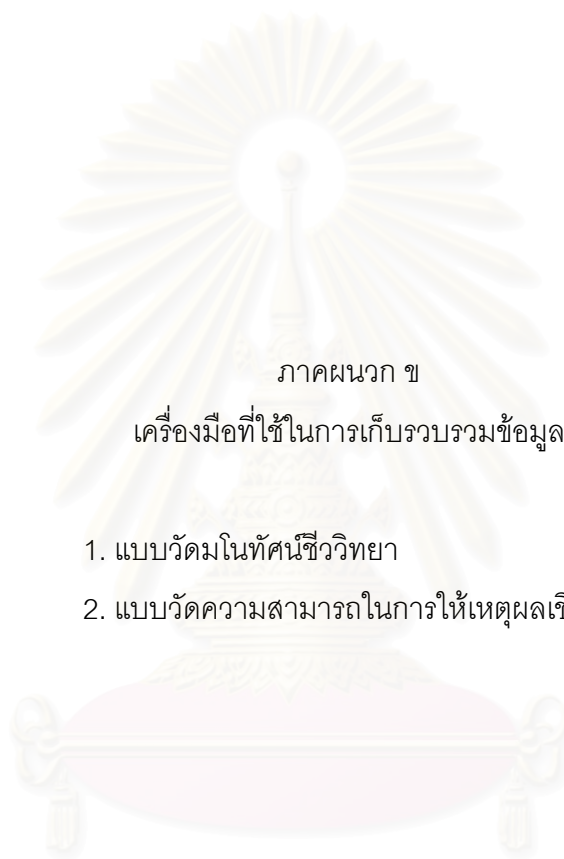 ภาคผนวก ข
เครื่องมือที่ใช้ในการเก็บรวบรวมข้อมูล
1. แบบวัดมโนทัศน์ชีววิทยา
2. แบบวัดความสามารถในการให้เหตุผลเชิ